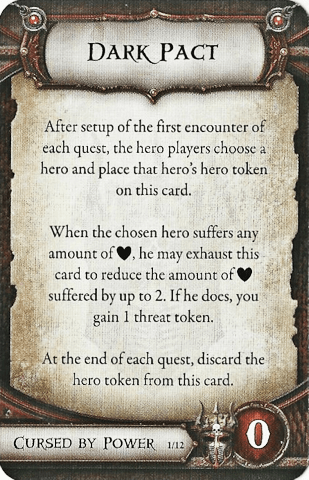 DARK PACT
After setup of the first encounter of
each quest, the hero players choose a
hero and place that hero's hero token
on this card.
When the chosen hero suffers any
amount of ♥, he may exhaust this
card to reduce the amount of ♥
suffered by up to 2. If he does, you
gain 1 threat token.
At the end of each quest, discard the
hero token from this card.
CURSED BY POWER 1/12
0